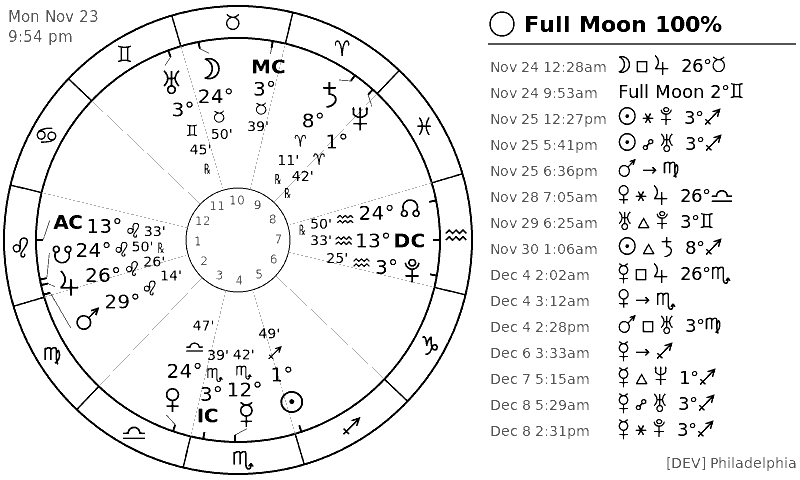 Mon Nov 23
9:54 pm
Full Moon 100%
Nov 24 12:28am ☽ □ ♃ 26°♉
Nov 24 9:53am Full Moon 2°♊
Nov 25 12:27pm ☉ ⚹ ♇ 3°♐
Nov 25 5:41pm ☉ ☍ ♅ 3°♐
Nov 25 6:36pm ♂ → ♍
Nov 28 7:05am ♀ ⚹ ♃ 26°♎
Nov 29 6:25am ♅ △ ♇ 3°♊
Nov 30 1:06am ☉ △ ♄ 8°♐
Dec 4 2:02am ☿ □ ♃ 26°♏
Dec 4 3:12am ♀ → ♏
Dec 4 2:28pm ♂ □ ♅ 3°♍
Dec 6 3:33am ☿ → ♐
Dec 7 5:15am ☿ △ ♆ 1°♐
Dec 8 5:29am ☿ ☍ ♅ 3°♐
Dec 8 2:31pm ☿ ⚹ ♇ 3°♐
[DEV] Philadelphia
♉
♊
♈
♋
♓
♌
♒
♍
♑
♎
♐
♏
♅ 3° ♊ 45' ℞
☽ 24° ♉ 50'
MC 3° ♉ 39'
♄ 8° ♈ 11' ℞
♆ 1° ♈ 42' ℞
AC 13° ♌ 33'
☋ 24° ♌ 50' ℞
♃ 26° ♌ 26'
♂ 29° ♌ 14'
℞ 50' ♒ 24° ☊
33' ♒ 13° DC
25' ♒ 3° ♇
47' ♎ 24° ♀
39' ♏ 3° IC
42' ♏ 12° ☿
49' ♐ 1° ☉
11 10 9
12 8
1 7
2 6
3 4 5